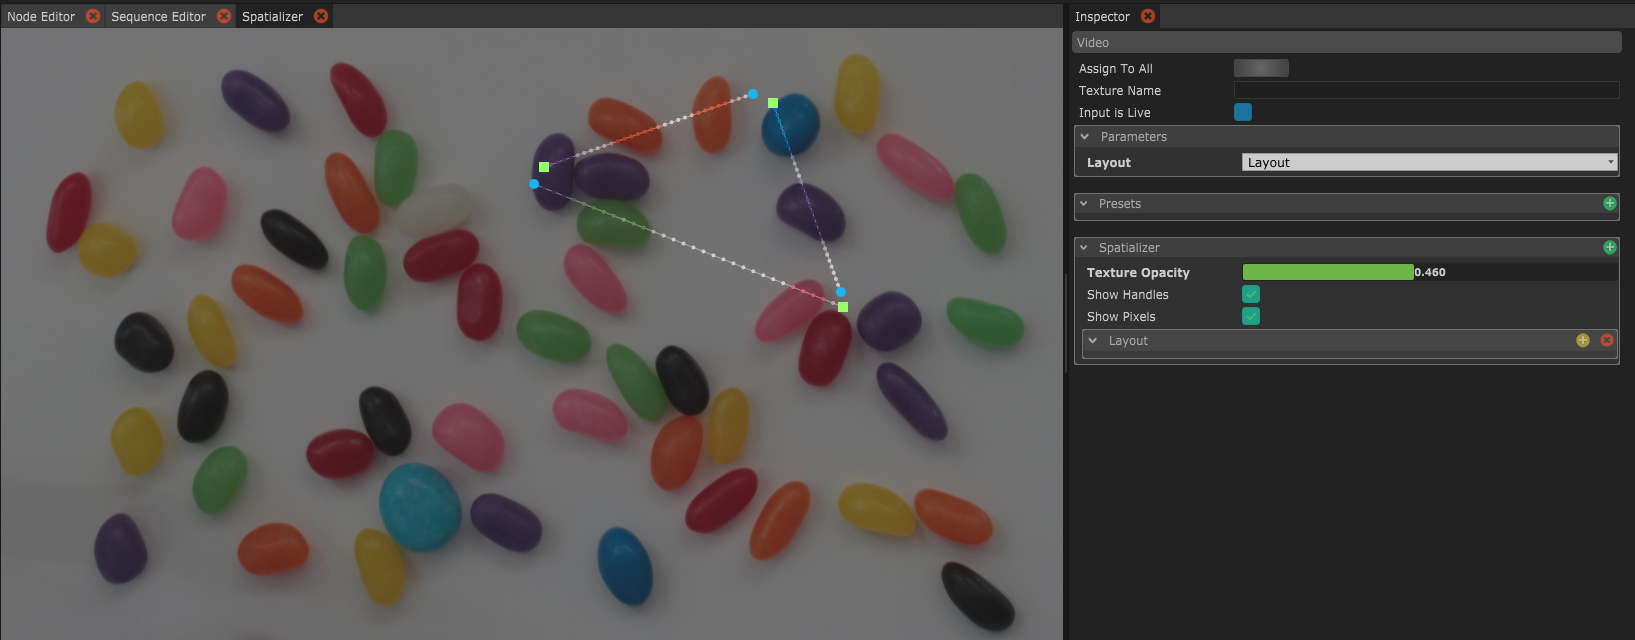 Node Editor
Sequence Editor
Spatializer
Inspector
Video
Assign To All
Texture Name
Input is Live
Parameters
Layout
Layout
Presets
Spatializer
Texture Opacity
0.460
Show Handles
Show Pixels
Layout